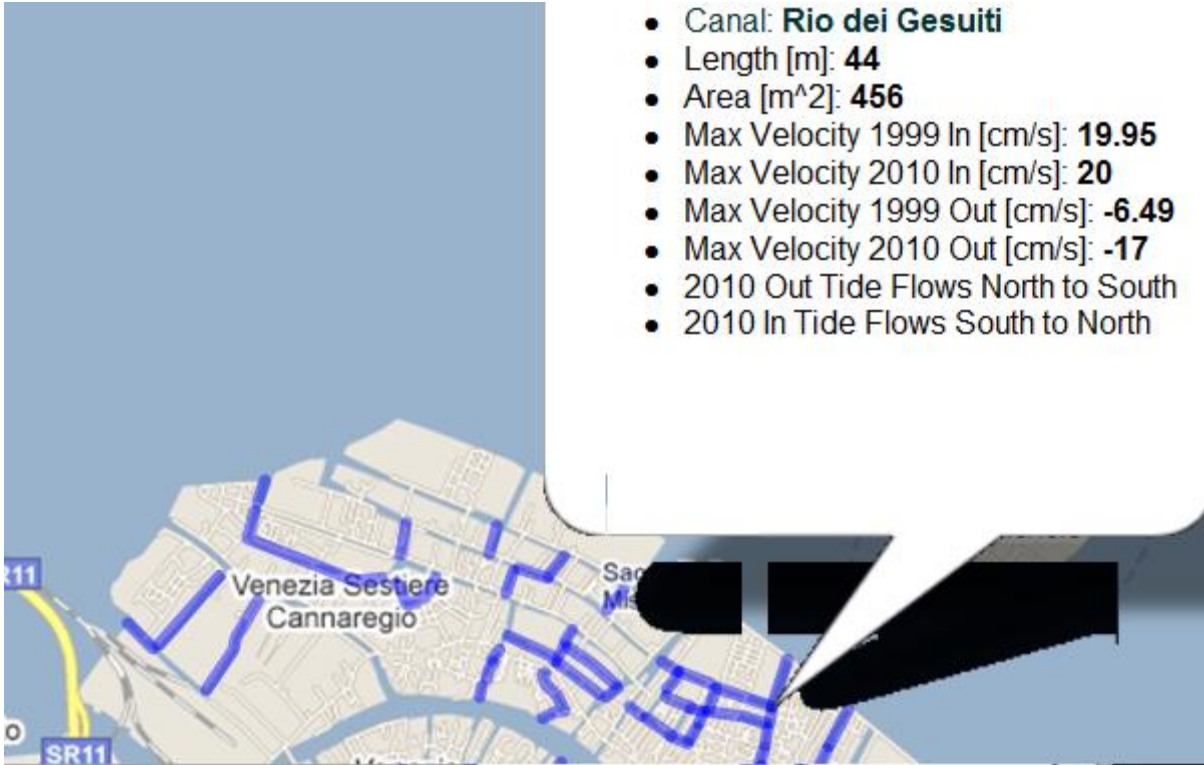 Canal: Rio dei Gesuiti
Length [m]: 44
Area [m^2]: 456
Max Velocity 1999 In [cm/s]: 19.95
Max Velocity 2010 In [cm/s]: 20
Max Velocity 1999 Out [cm/s]: -6.49
Max Velocity 2010 Out [cm/s]: -17
2010 Out Tide Flows North to South
2010 In Tide Flows South to North
Venezia Sestiere
Cannaregio
SR11